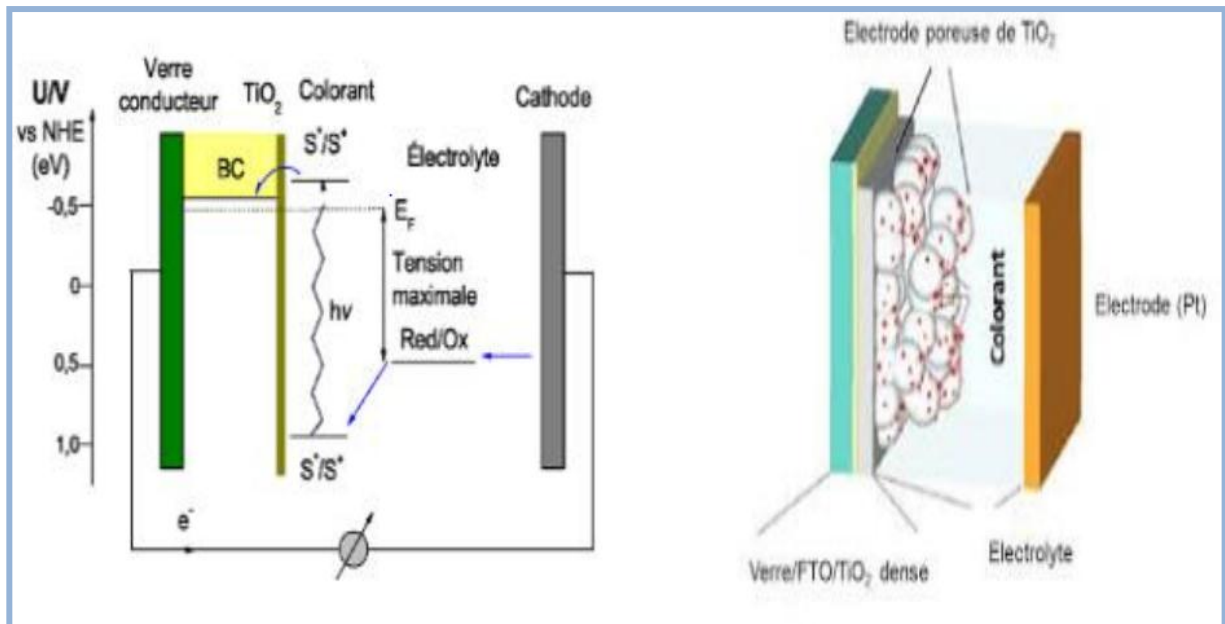 U/V
vs NHE
(eV)
-0,5
0
0,5
1,0
Verre
conducteur
TiO₂
Colorant
S*/S⁺
BC
Électrolyte
Cathode
E_F
Tension
maximale
hν
Red/Ox
S*/S⁺
e⁻
Electrode poreuse de TiO₂
Colorant
Electrode (Pt)
Electrolyte
Verre/FTO/TiO₂ dense